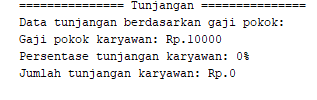 =============== Tunjangan ===============
Data tunjangan berdasarkan gaji pokok:
Gaji pokok karyawan: Rp.10000
Persentase tunjangan karyawan: 0%
Jumlah tunjangan karyawan: Rp.0